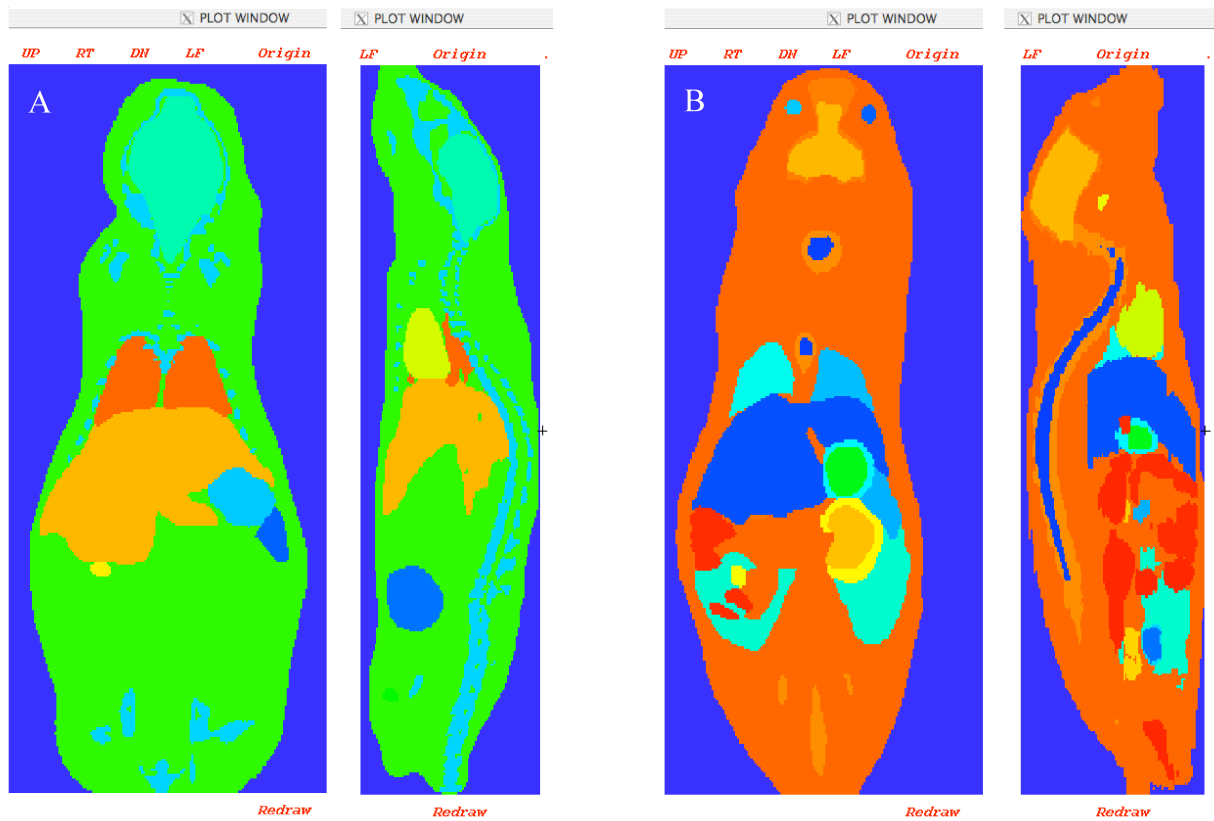 X PLOT WINDOW
X PLOT WINDOW
X PLOT WINDOW
X PLOT WINDOW
UP RT DN LF Origin
LF Origin .
UP RT DN LF Origin
LF Origin .
A
B
Redraw
Redraw
Redraw
Redraw